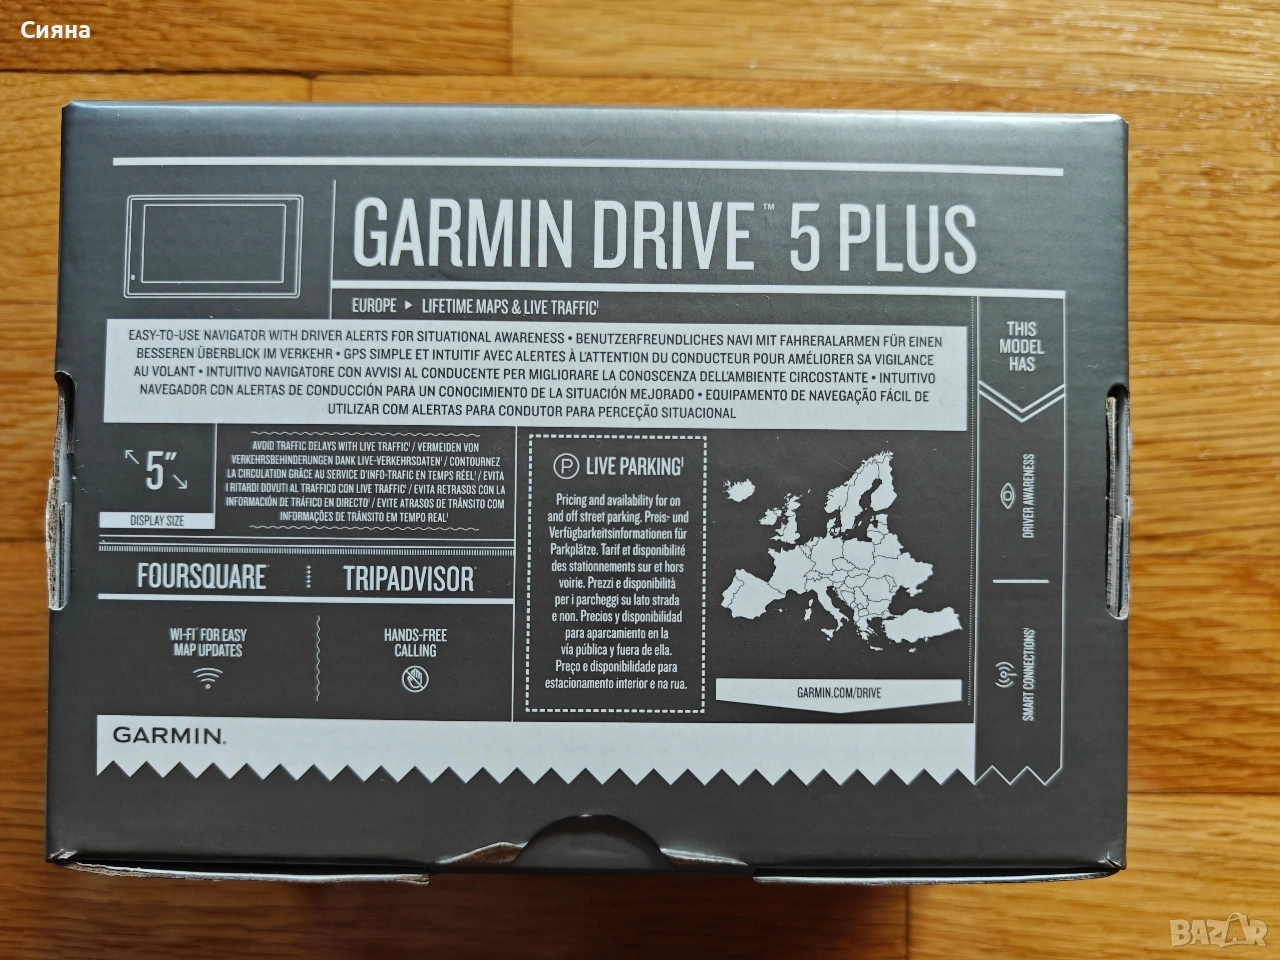 Сияна
GARMIN DRIVE™ 5 PLUS
EUROPE ▸ LIFETIME MAPS & LIVE TRAFFIC¹
EASY-TO-USE NAVIGATOR WITH DRIVER ALERTS FOR SITUATIONAL AWARENESS • BENUTZERFREUNDLICHES NAVI MIT FAHRERALARMEN FÜR EINEN
BESSEREN ÜBERBLICK IM VERKEHR • GPS SIMPLE ET INTUITIF AVEC ALERTES À L'ATTENTION DU CONDUCTEUR POUR AMÉLIORER SA VIGILANCE
AU VOLANT • INTUITIVO NAVIGATORE CON AVVISI AL CONDUCENTE PER MIGLIORARE LA CONOSCENZA DELL'AMBIENTE CIRCOSTANTE • INTUITIVO
NAVEGADOR CON ALERTAS DE CONDUCCIÓN PARA UN CONOCIMIENTO DE LA SITUACIÓN MEJORADO • EQUIPAMENTO DE NAVEGAÇÃO FÁCIL DE
UTILIZAR COM ALERTAS PARA CONDUTOR PARA PERCEÇÃO SITUACIONAL
5"
DISPLAY SIZE
AVOID TRAFFIC DELAYS WITH LIVE TRAFFIC¹ / VERMEIDEN VON
VERKEHRSBEHINDERUNGEN DANK LIVE-VERKEHRSDATEN¹ / CONTOURNEZ
LA CIRCULATION GRÂCE AU SERVICE D'INFO-TRAFIC EN TEMPS RÉEL¹ / EVITA
I RITARDI DOVUTI AL TRAFFICO CON LIVE TRAFFIC¹ / EVITA RETRASOS CON LA
INFORMACIÓN DE TRÁFICO EN DIRECTO¹ / EVITE ATRASOS DE TRÂNSITO COM
INFORMAÇÕES DE TRÂNSITO EM TEMPO REAL¹
FOURSQUARE
TRIPADVISOR
WI-FI® FOR EASY
MAP UPDATES
HANDS-FREE
CALLING
P LIVE PARKING¹
Pricing and availability for on
and off street parking. Preis- und
Verfügbarkeitsinformationen für
Parkplätze. Tarif et disponibilité
des stationnements sur et hors
voirie. Prezzi e disponibilità
per i parcheggi su lato strada
e non. Precios y disponibilidad
para aparcamiento en la
vía pública y fuera de ella.
Preço e disponibilidade para
estacionamento interior e na rua.
GARMIN.COM/DRIVE
THIS
MODEL
HAS
DRIVER AWARENESS
SMART CONNECTIONS¹
GARMIN.
BAZAR